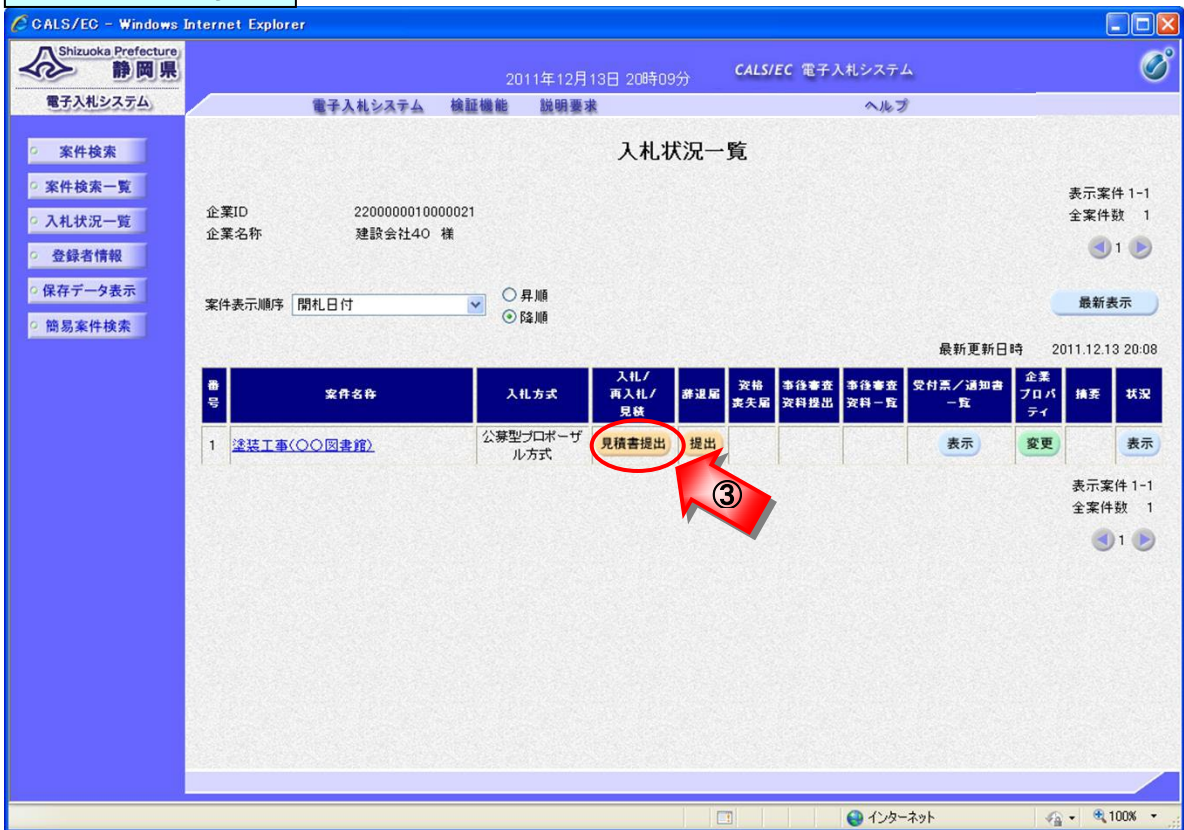 CALS/EC - Windows Internet Explorer
Shizuoka Prefecture
静岡県
電子入札システム
2011年12月13日 20時09分
CALS/EC 電子入札システム
電子入札システム 検証機能 説明要求 ヘルプ
案件検索
案件検索一覧
入札状況一覧
登録者情報
保存データ表示
簡易案件検索
入札状況一覧
表示案件 1-1
全案件数 1
1
企業ID 2200000010000021
企業名称 建設会社40 様
案件表示順序 開札日付
昇順
降順
最新表示
最新更新日時 2011.12.13 20:08
番号 案件名称 入札方式 入札/再入札/見積 辞退届 資格喪失届 事後審査資料提出 事後審査資料一覧 受付票/通知書一覧 企業プロパティ 摘要 状況
1 塗装工事(〇〇図書館) 公募型プロポーザル方式 見積書提出 提出 表示 変更 表示
③
表示案件 1-1
全案件数 1
1
インターネット 100%